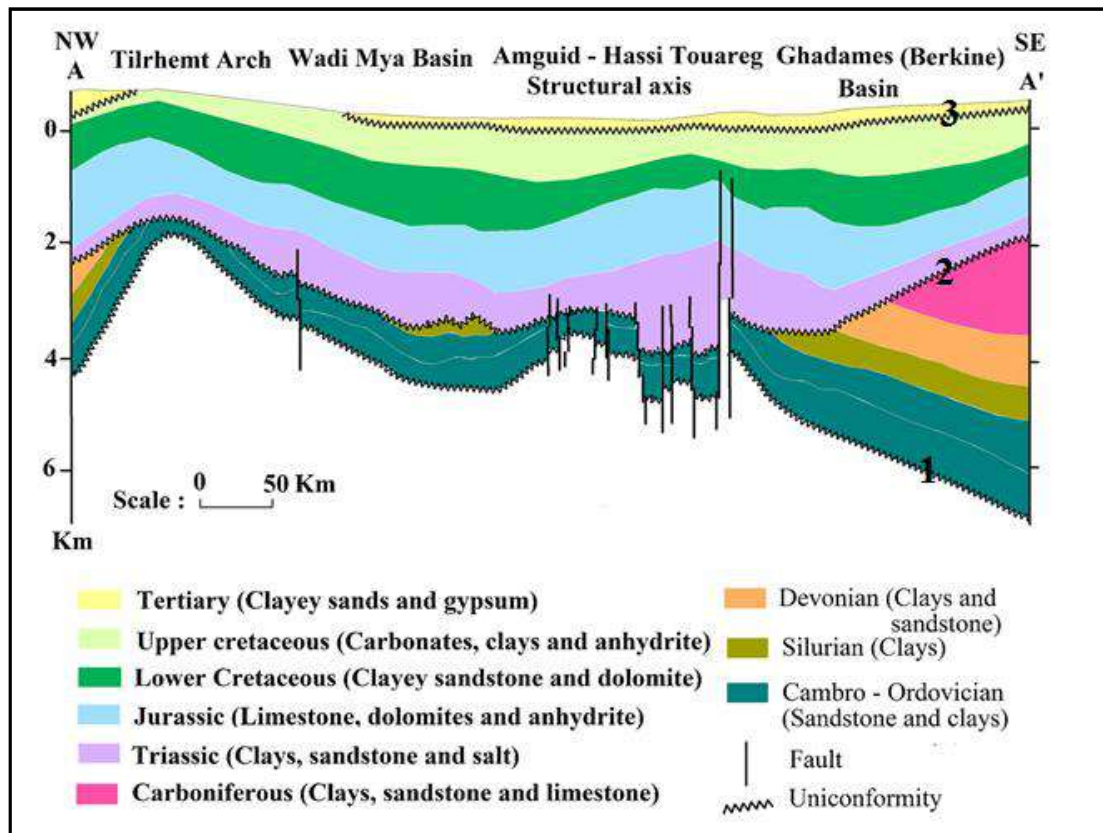 NW
A
Tilrhemt Arch
Wadi Mya Basin
Amguid - Hassi Touareg
Structural axis
Ghadames (Berkine)
Basin
SE
A'
0
2
4
6
Km
3
2
1
Scale :
0
50 Km
Tertiary (Clayey sands and gypsum)
Upper cretaceous (Carbonates, clays and anhydrite)
Lower Cretaceous (Clayey sandstone and dolomite)
Jurassic (Limestone, dolomites and anhydrite)
Triassic (Clays, sandstone and salt)
Carboniferous (Clays, sandstone and limestone)
Devonian (Clays and
sandstone)
Silurian (Clays)
Cambro - Ordovician
(Sandstone and clays)
Fault
Uniconformity